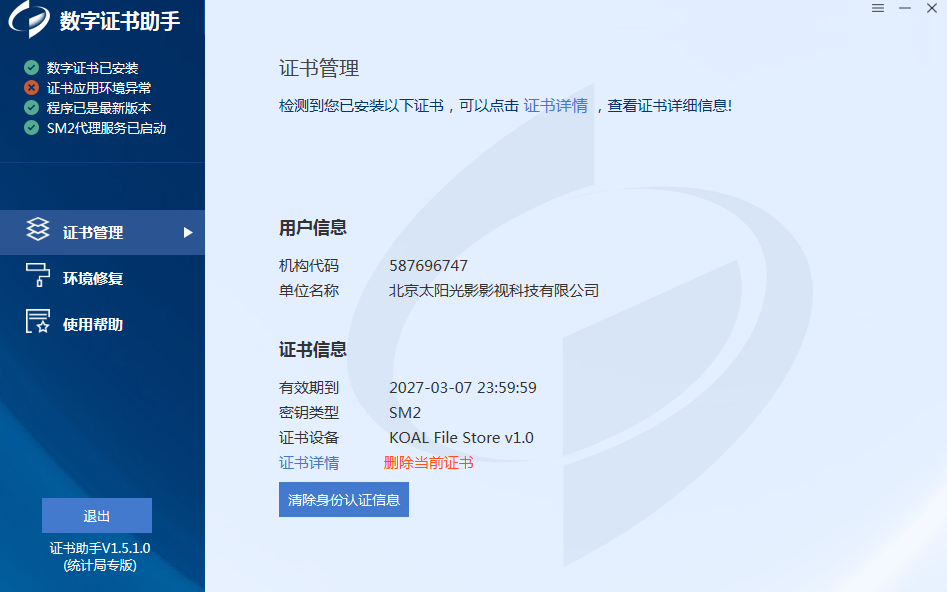 数字证书助手
数字证书已安装
证书应用环境异常
程序已是最新版本
SM2代理服务已启动
证书管理
环境修复
使用帮助
退出
证书助手V1.5.1.0
(统计局专版)
证书管理
检测到您已安装以下证书，可以点击 证书详情 ，查看证书详细信息!
用户信息
机构代码 587696747
单位名称 北京太阳光影影视科技有限公司
证书信息
有效期到 2027-03-07 23:59:59
密钥类型 SM2
证书设备 KOAL File Store v1.0
证书详情 删除当前证书
清除身份认证信息